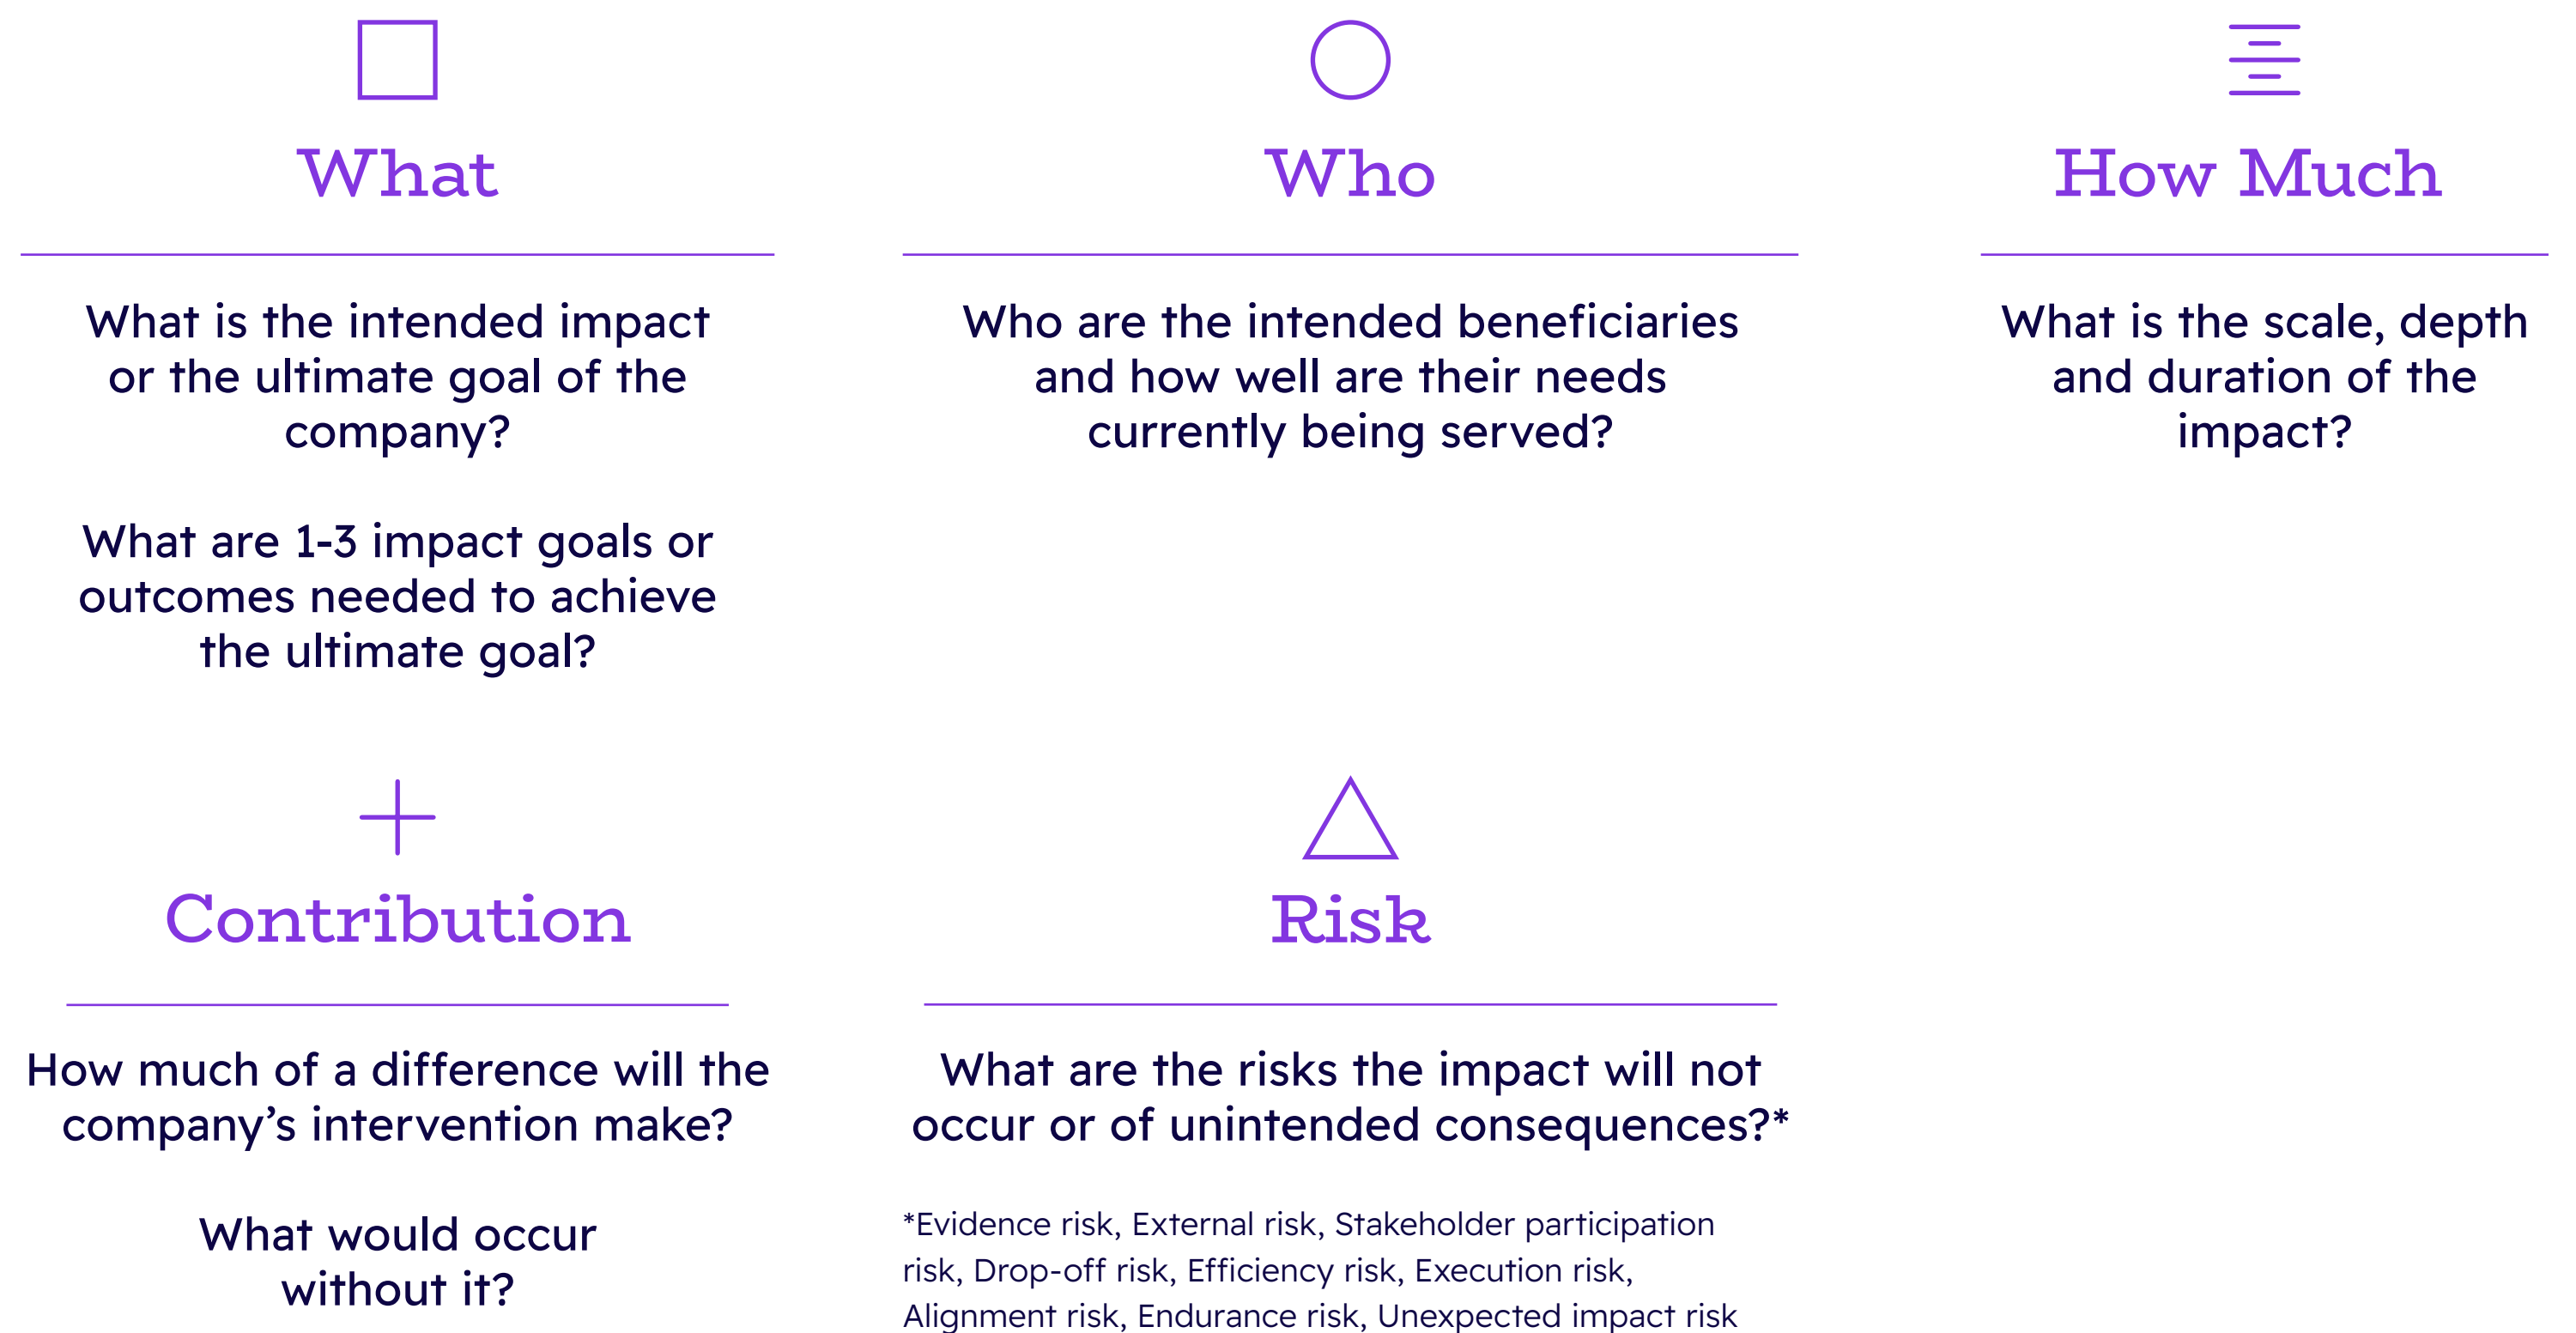 What
What is the intended impact
or the ultimate goal of the
company?
What are 1-3 impact goals or
outcomes needed to achieve
the ultimate goal?
Who
Who are the intended beneficiaries
and how well are their needs
currently being served?
How Much
What is the scale, depth
and duration of the
impact?
Contribution
How much of a difference will the
company’s intervention make?
What would occur
without it?
Risk
What are the risks the impact will not
occur or of unintended consequences?*
*Evidence risk, External risk, Stakeholder participation
risk, Drop-off risk, Efficiency risk, Execution risk,
Alignment risk, Endurance risk, Unexpected impact risk